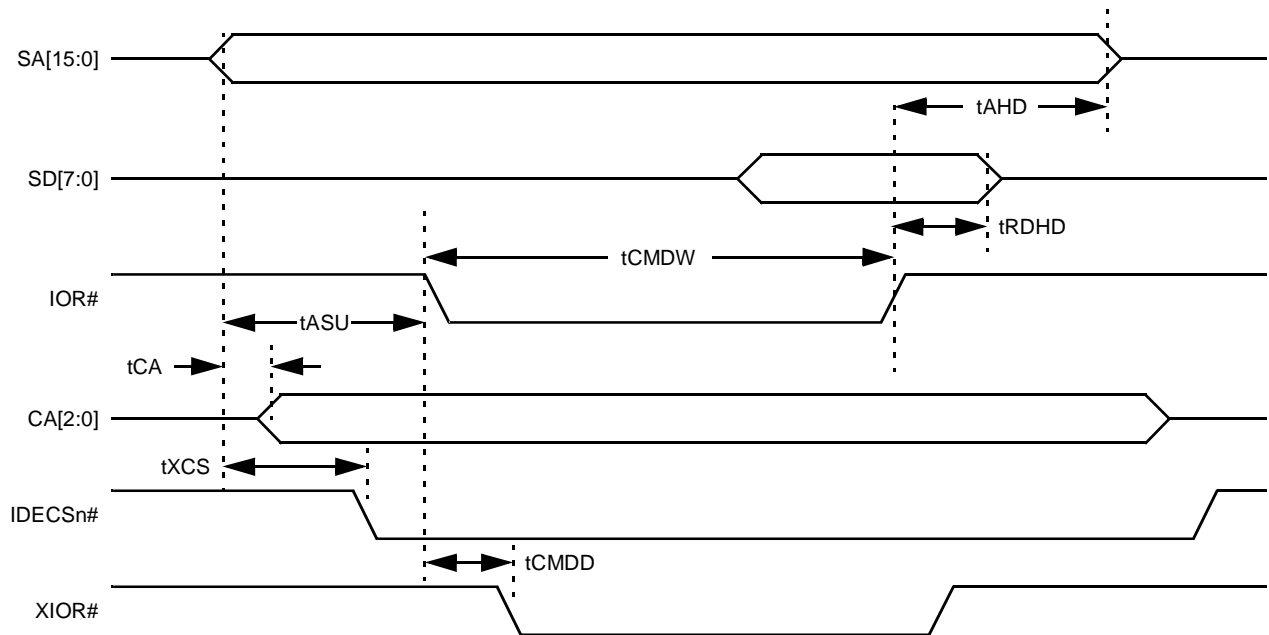 SA[15:0]
tAHD
SD[7:0]
tRDHD
tCMDW
IOR#
tASU
tCA
CA[2:0]
tXCS
IDECSn#
tCMDD
XIOR#